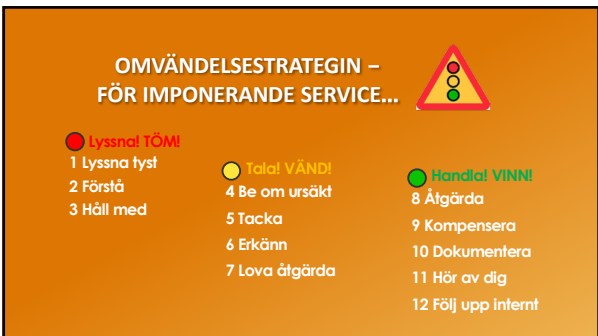 OMVÄNDELSESTRATEGIN –
FÖR IMPONERANDE SERVICE...
Lyssna! TÖM!
1 Lyssna tyst
2 Förstå
3 Håll med
Tala! VÄND!
4 Be om ursäkt
5 Tacka
6 Erkänn
7 Lova åtgärda
Handla! VINN!
8 Åtgärda
9 Kompensera
10 Dokumentera
11 Hör av dig
12 Följ upp internt